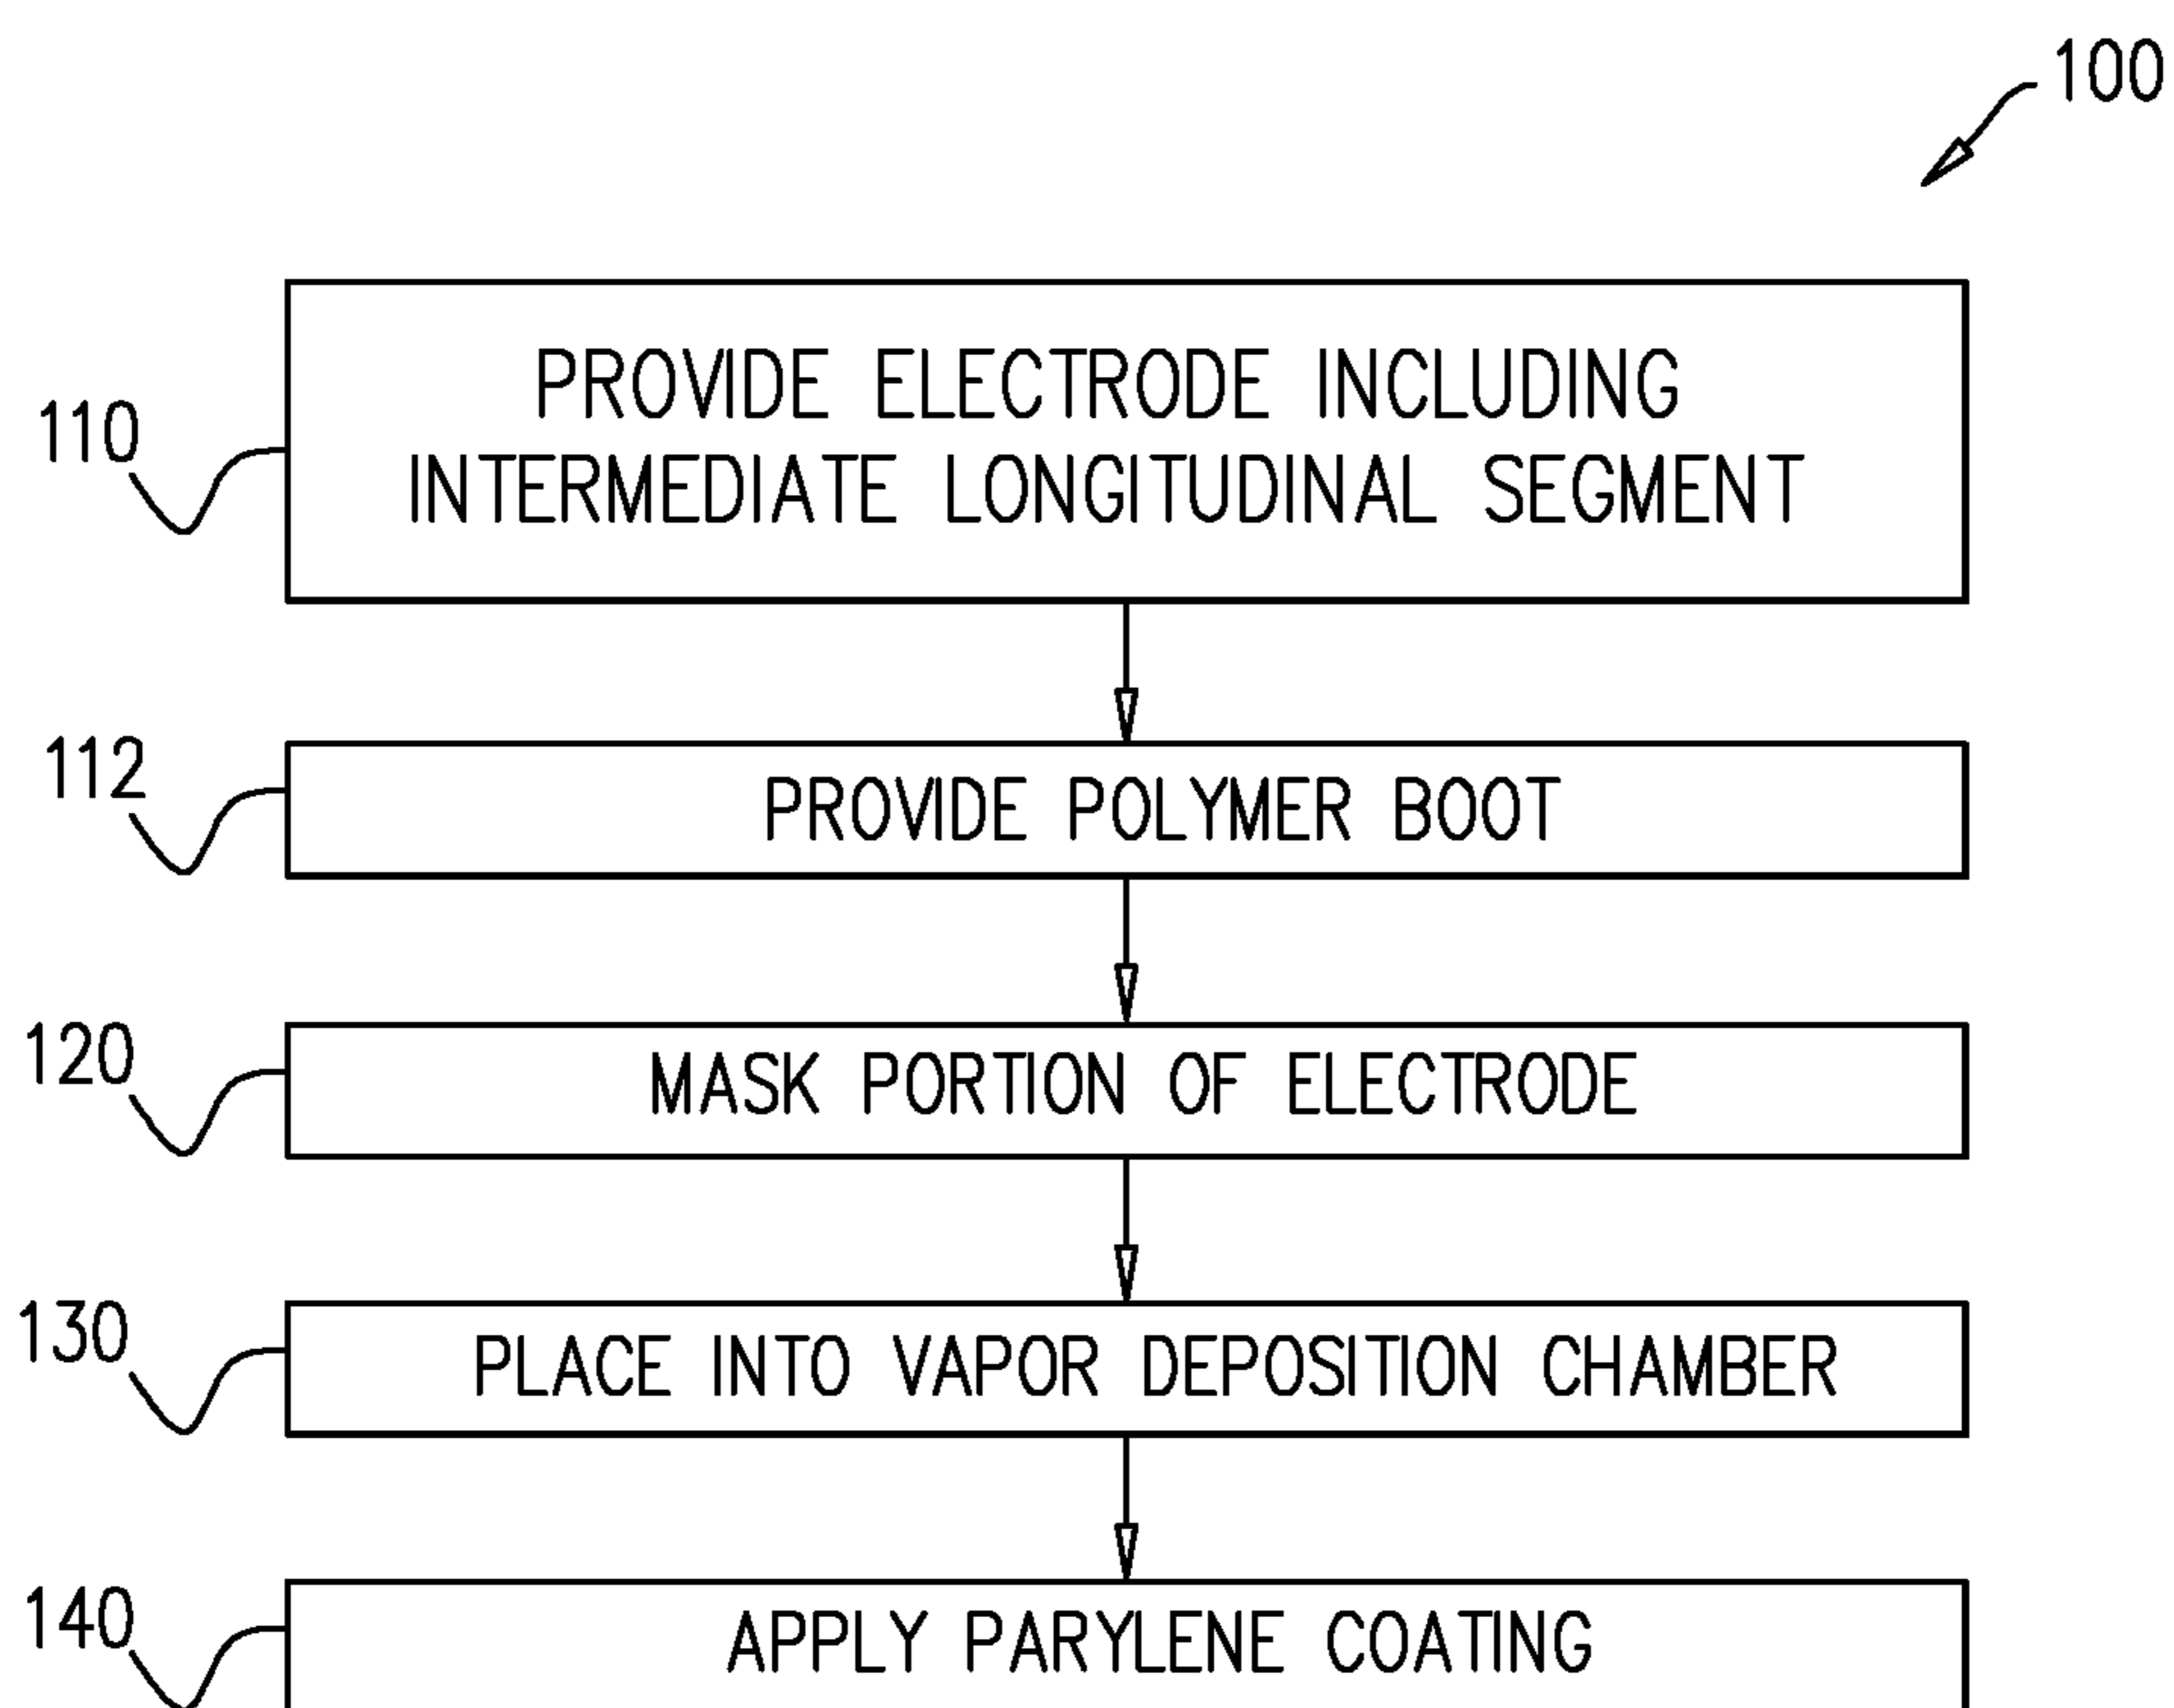 100
110
PROVIDE ELECTRODE INCLUDING
INTERMEDIATE LONGITUDINAL SEGMENT
112
PROVIDE POLYMER BOOT
120
MASK PORTION OF ELECTRODE
130
PLACE INTO VAPOR DEPOSITION CHAMBER
140
APPLY PARYLENE COATING